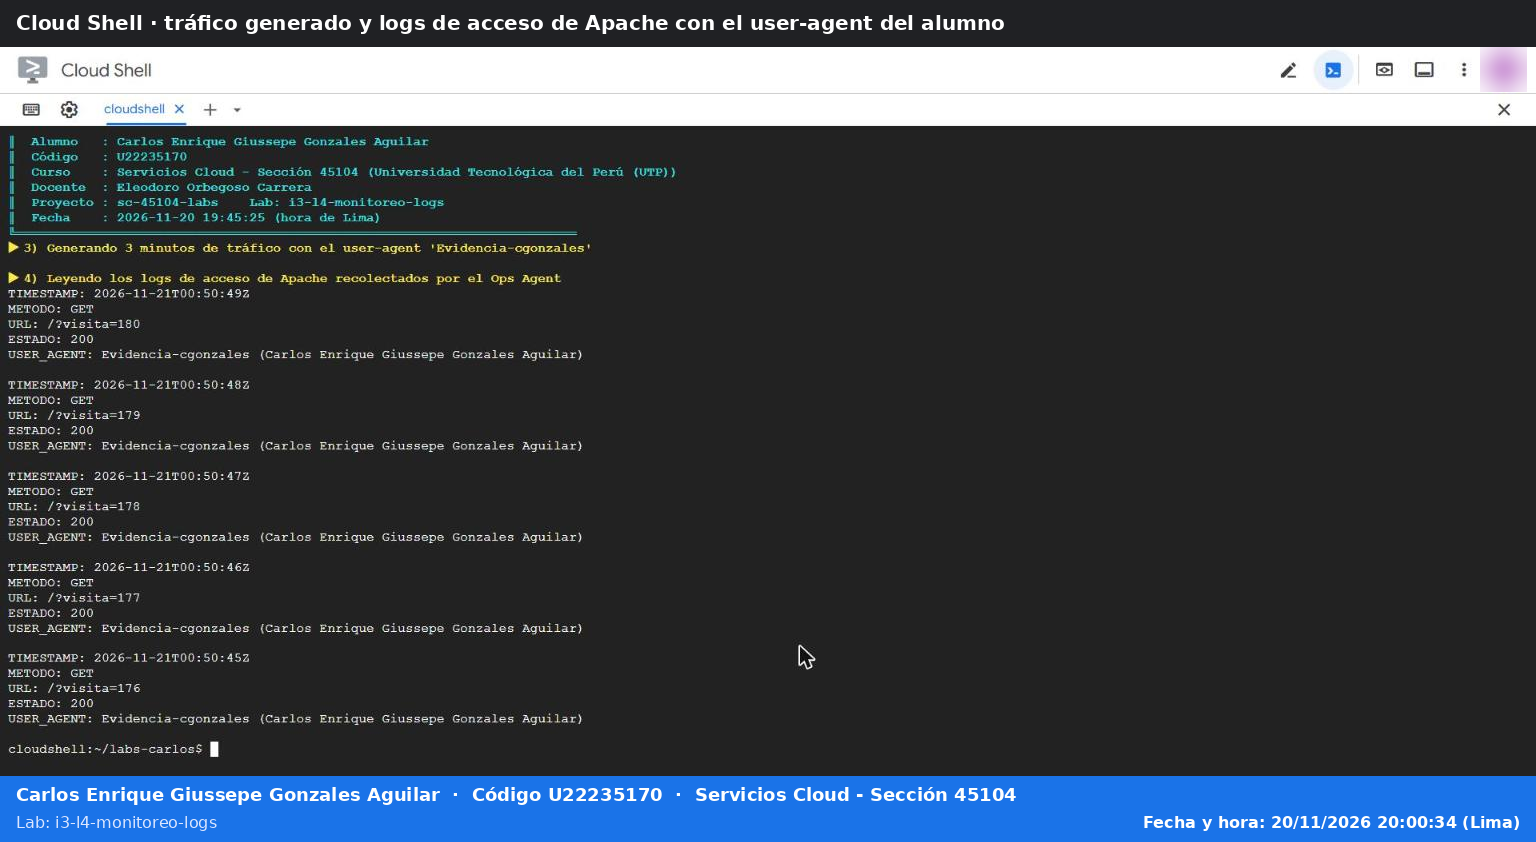 Cloud Shell · tráfico generado y logs de acceso de Apache con el user-agent del alumno
Cloud Shell
cloudshell
Alumno : Carlos Enrique Giussepe Gonzales Aguilar
Código : U22235170
Curso : Servicios Cloud - Sección 45104 (Universidad Tecnológica del Perú (UTP))
Docente : Eleodoro Orbegoso Carrera
Proyecto : sc-45104-labs Lab: i3-l4-monitoreo-logs
Fecha : 2026-11-20 19:45:25 (hora de Lima)
▶ 3) Generando 3 minutos de tráfico con el user-agent 'Evidencia-cgonzales'
▶ 4) Leyendo los logs de acceso de Apache recolectados por el Ops Agent
TIMESTAMP: 2026-11-21T00:50:49Z
METODO: GET
URL: /?visita=180
ESTADO: 200
USER_AGENT: Evidencia-cgonzales (Carlos Enrique Giussepe Gonzales Aguilar)
TIMESTAMP: 2026-11-21T00:50:48Z
METODO: GET
URL: /?visita=179
ESTADO: 200
USER_AGENT: Evidencia-cgonzales (Carlos Enrique Giussepe Gonzales Aguilar)
TIMESTAMP: 2026-11-21T00:50:47Z
METODO: GET
URL: /?visita=178
ESTADO: 200
USER_AGENT: Evidencia-cgonzales (Carlos Enrique Giussepe Gonzales Aguilar)
TIMESTAMP: 2026-11-21T00:50:46Z
METODO: GET
URL: /?visita=177
ESTADO: 200
USER_AGENT: Evidencia-cgonzales (Carlos Enrique Giussepe Gonzales Aguilar)
TIMESTAMP: 2026-11-21T00:50:45Z
METODO: GET
URL: /?visita=176
ESTADO: 200
USER_AGENT: Evidencia-cgonzales (Carlos Enrique Giussepe Gonzales Aguilar)
cloudshell:~/labs-carlos$
Carlos Enrique Giussepe Gonzales Aguilar · Código U22235170 · Servicios Cloud - Sección 45104
Lab: i3-l4-monitoreo-logs
Fecha y hora: 20/11/2026 20:00:34 (Lima)